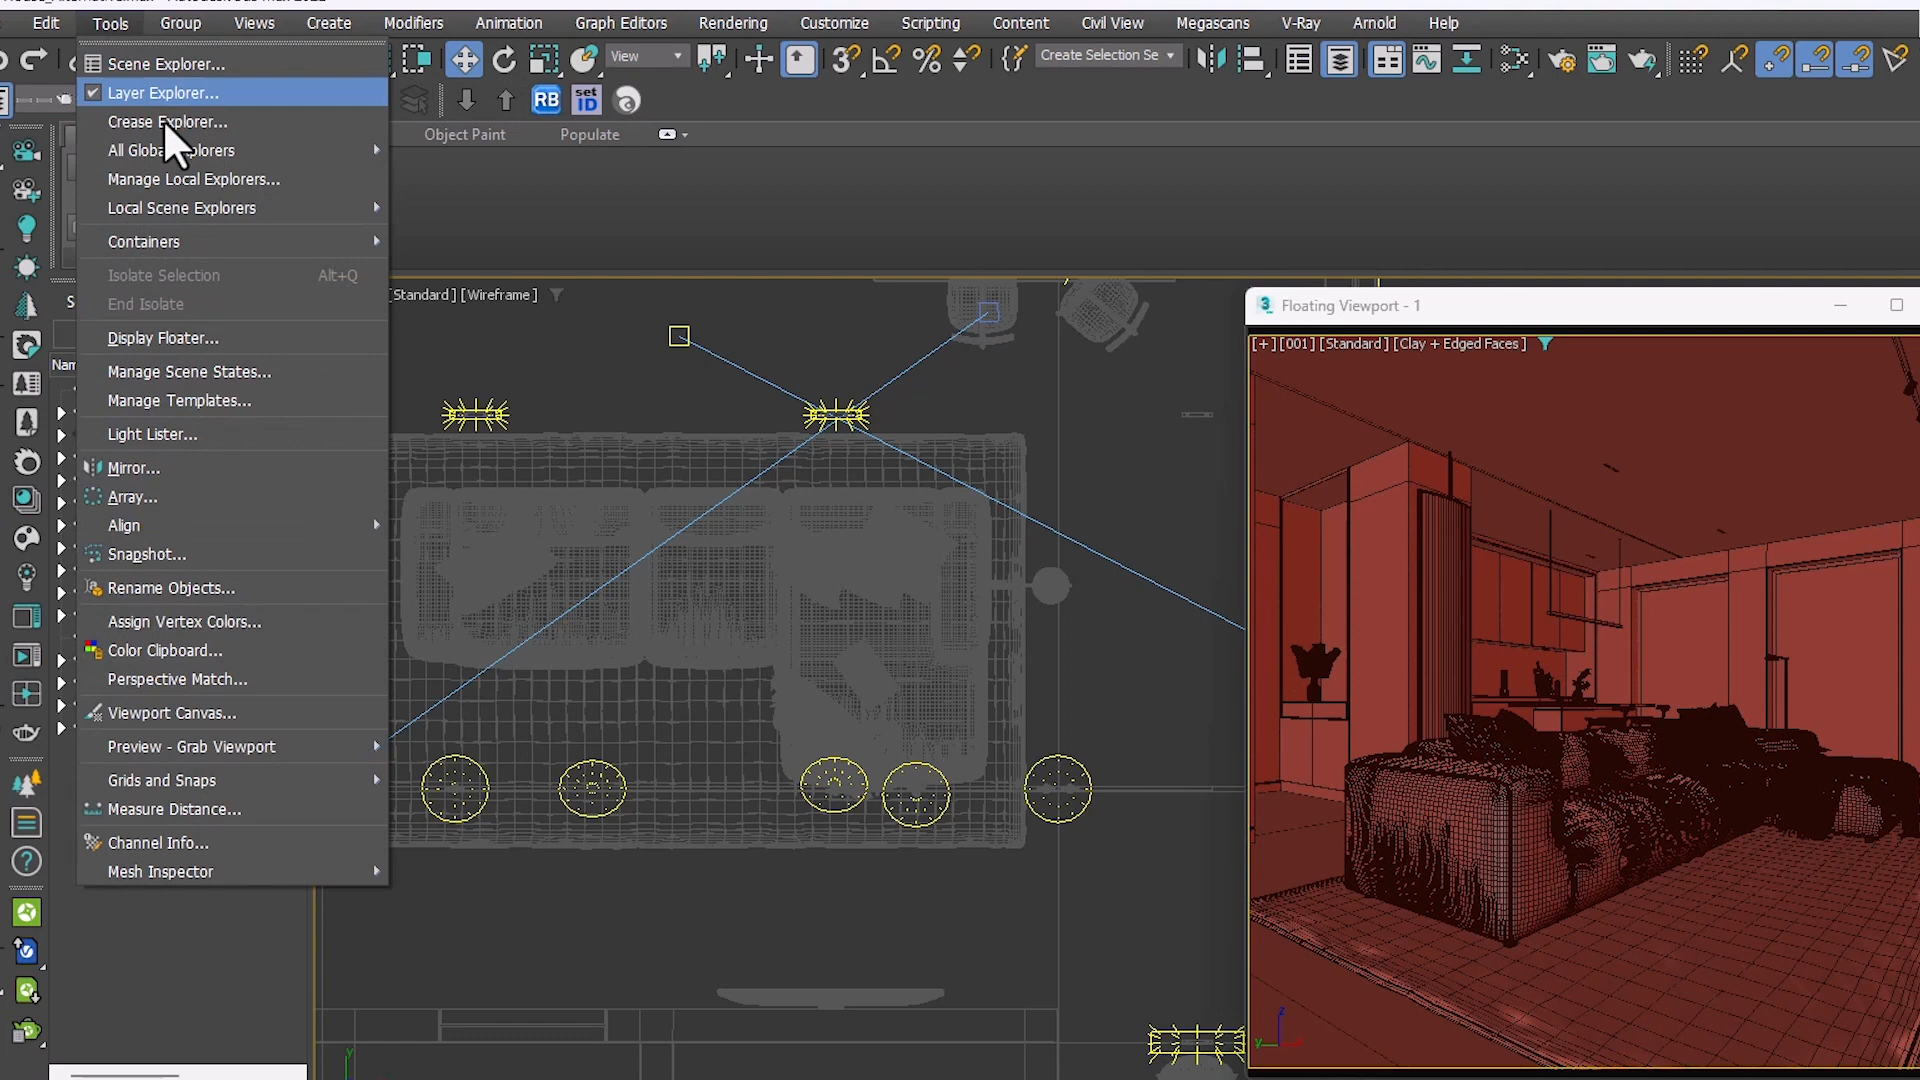 Edit Tools Group Views Create Modifiers Animation Graph Editors Rendering Customize Scripting Content Civil View Megascans V-Ray Arnold Help
View
Create Selection Se
RB
set ID
Object Paint Populate
Scene Explorer...
Layer Explorer...
Crease Explorer...
Manage Local Explorers...
Local Scene Explorers
Containers
Isolate Selection Alt+Q
End Isolate
Display Floater...
Manage Scene States...
Manage Templates...
Light Lister...
Mirror...
Array...
Align
Snapshot...
Rename Objects...
Assign Vertex Colors...
Color Clipboard...
Perspective Match...
Viewport Canvas...
Preview - Grab Viewport
Grids and Snaps
Measure Distance...
Channel Info...
Mesh Inspector
[Standard] [Wireframe]
Floating Viewport - 1
[+] [001] [Standard] [Clay + Edged Faces]
z
y
y